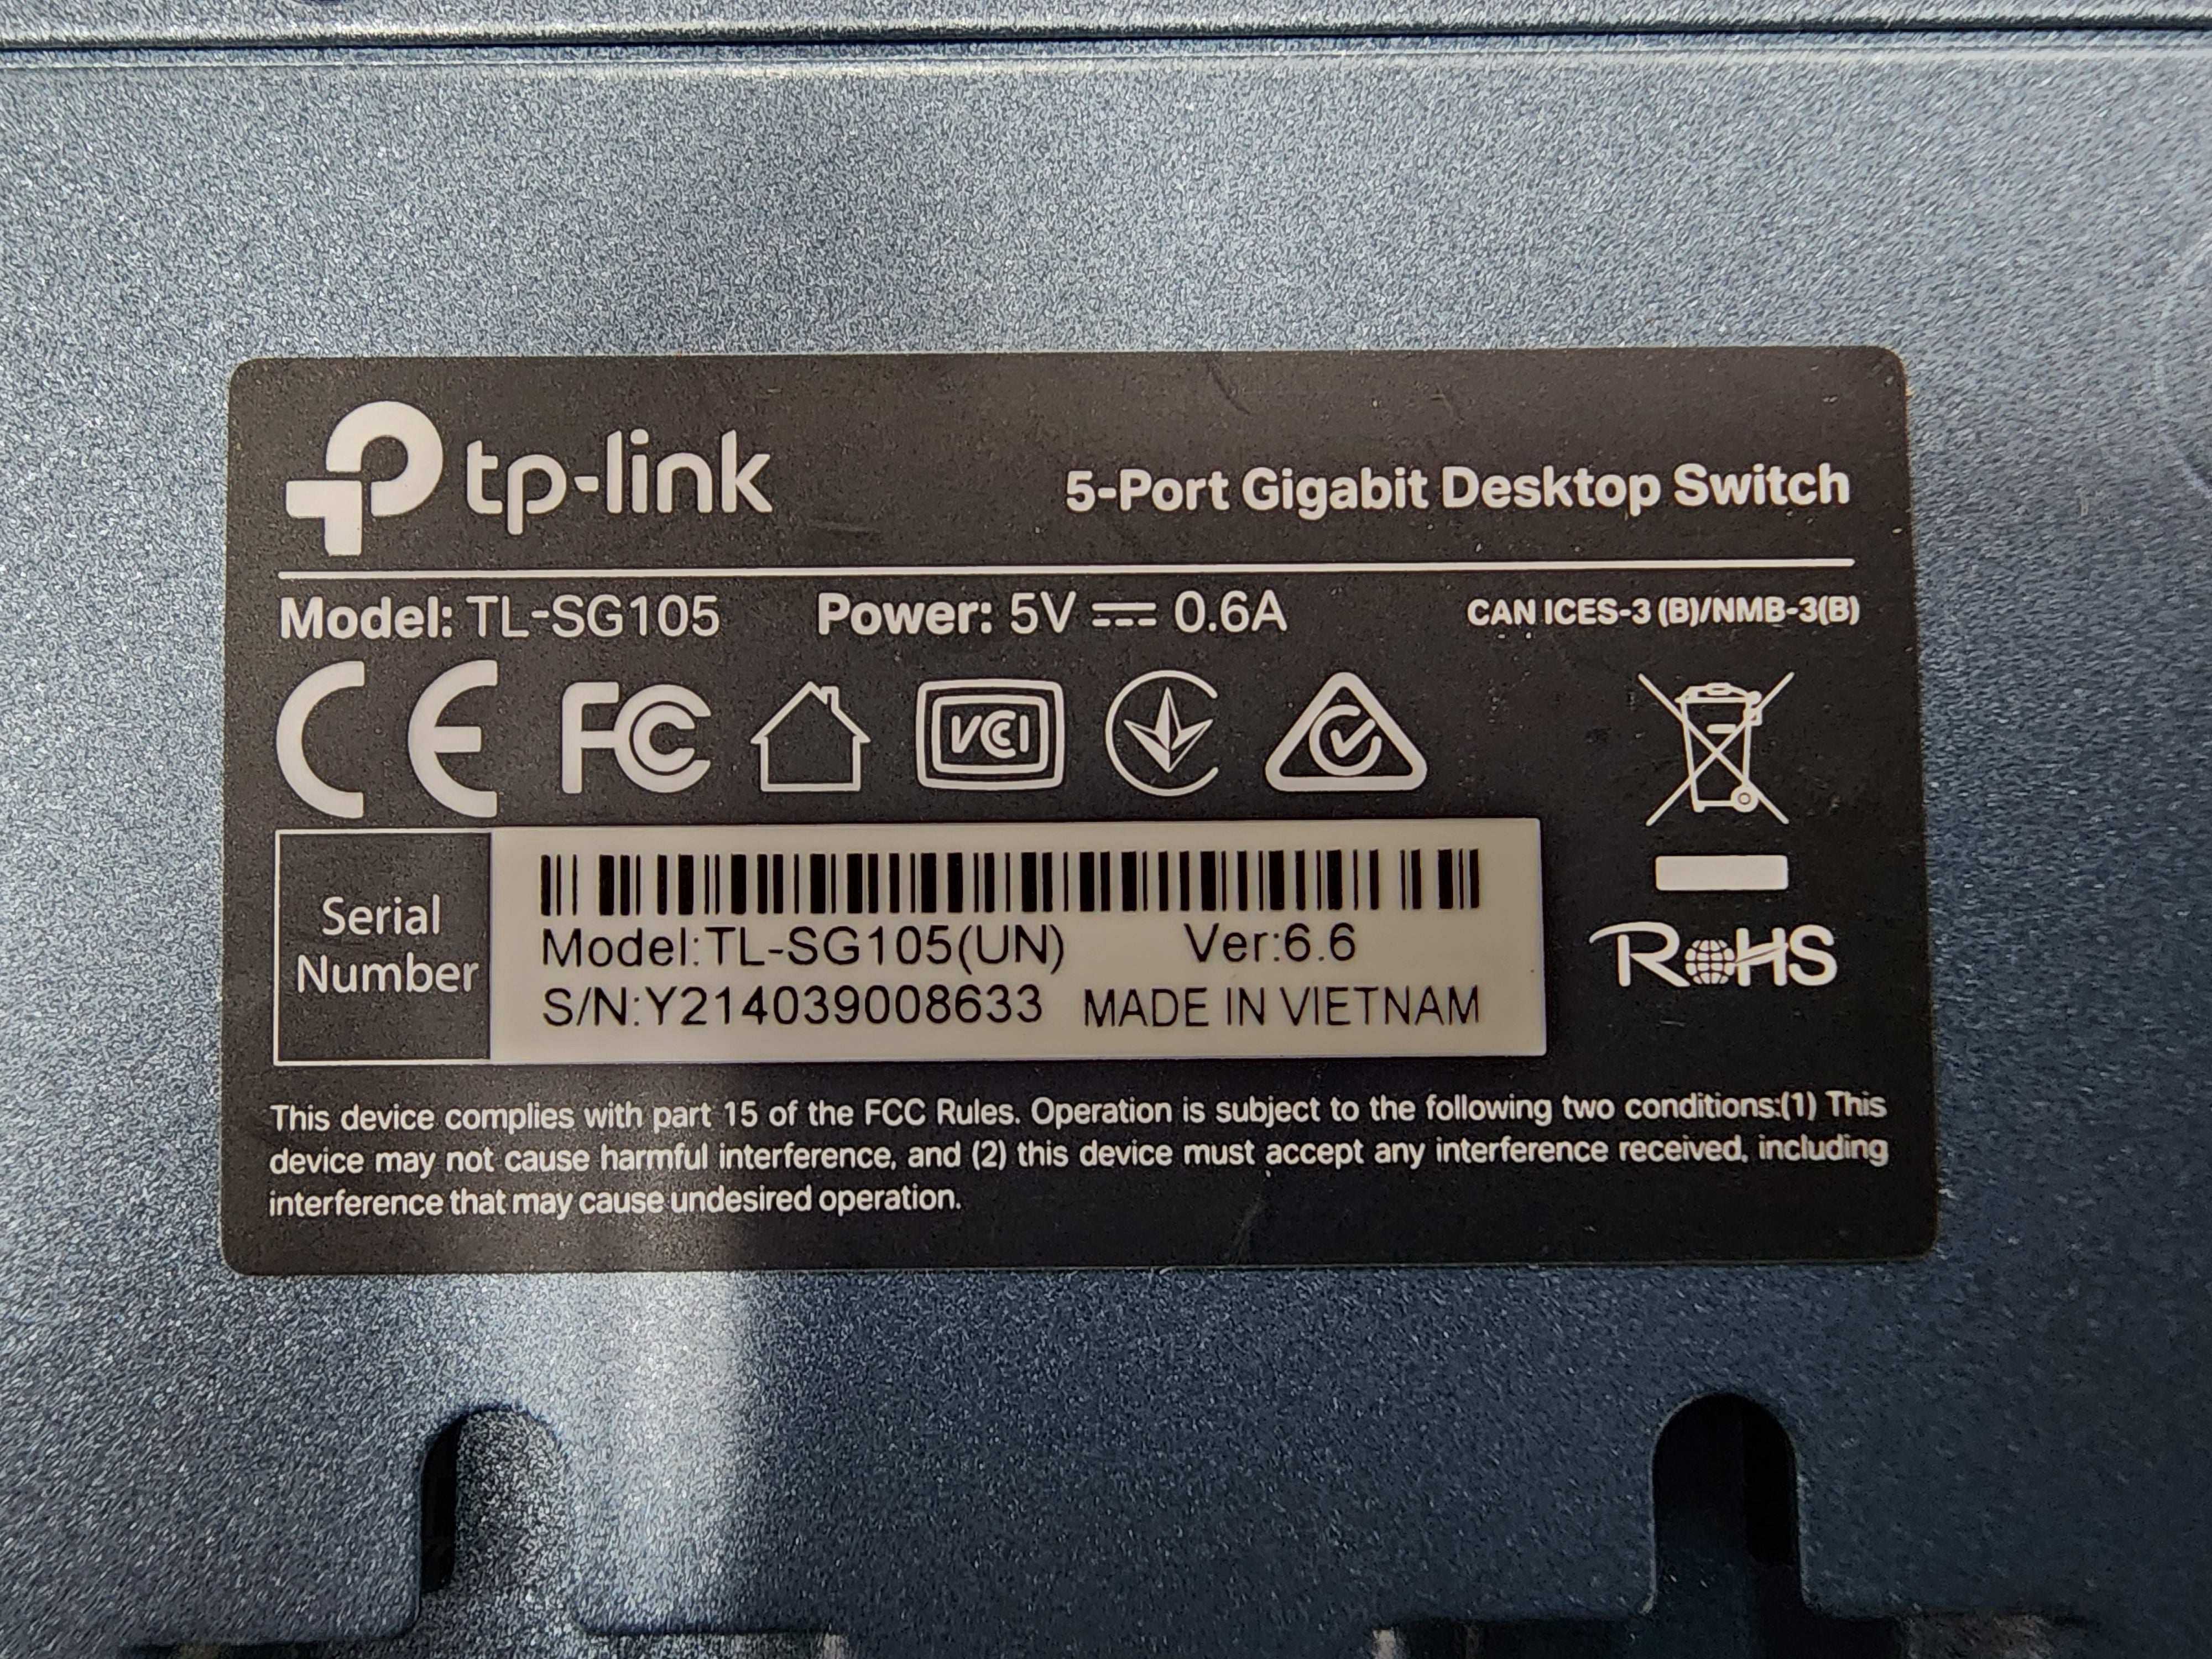 tp-link
5-Port Gigabit Desktop Switch
Model: TL-SG105 Power: 5V ⎓ 0.6A CAN ICES-3 (B)/NMB-3(B)
CE FC VCI
Serial
Number
Model:TL-SG105(UN) Ver:6.6
S/N:Y214039008633 MADE IN VIETNAM
RoHS
This device complies with part 15 of the FCC Rules. Operation is subject to the following two conditions:(1) This
device may not cause harmful interference, and (2) this device must accept any interference received, including
interference that may cause undesired operation.